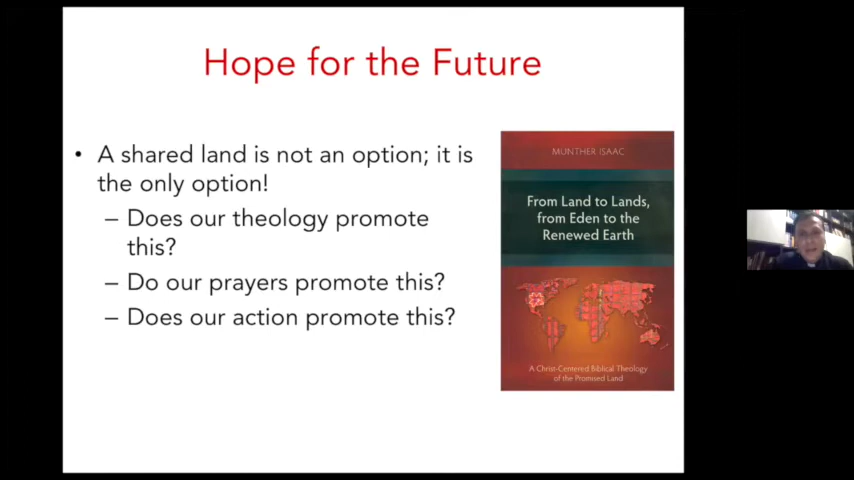 Hope for the Future
• A shared land is not an option; it is
the only option!
– Does our theology promote
this?
– Do our prayers promote this?
– Does our action promote this?
MUNTHER ISAAC
From Land to Lands,
from Eden to the
Renewed Earth
A Christ-Centered Biblical Theology
of the Promised Land